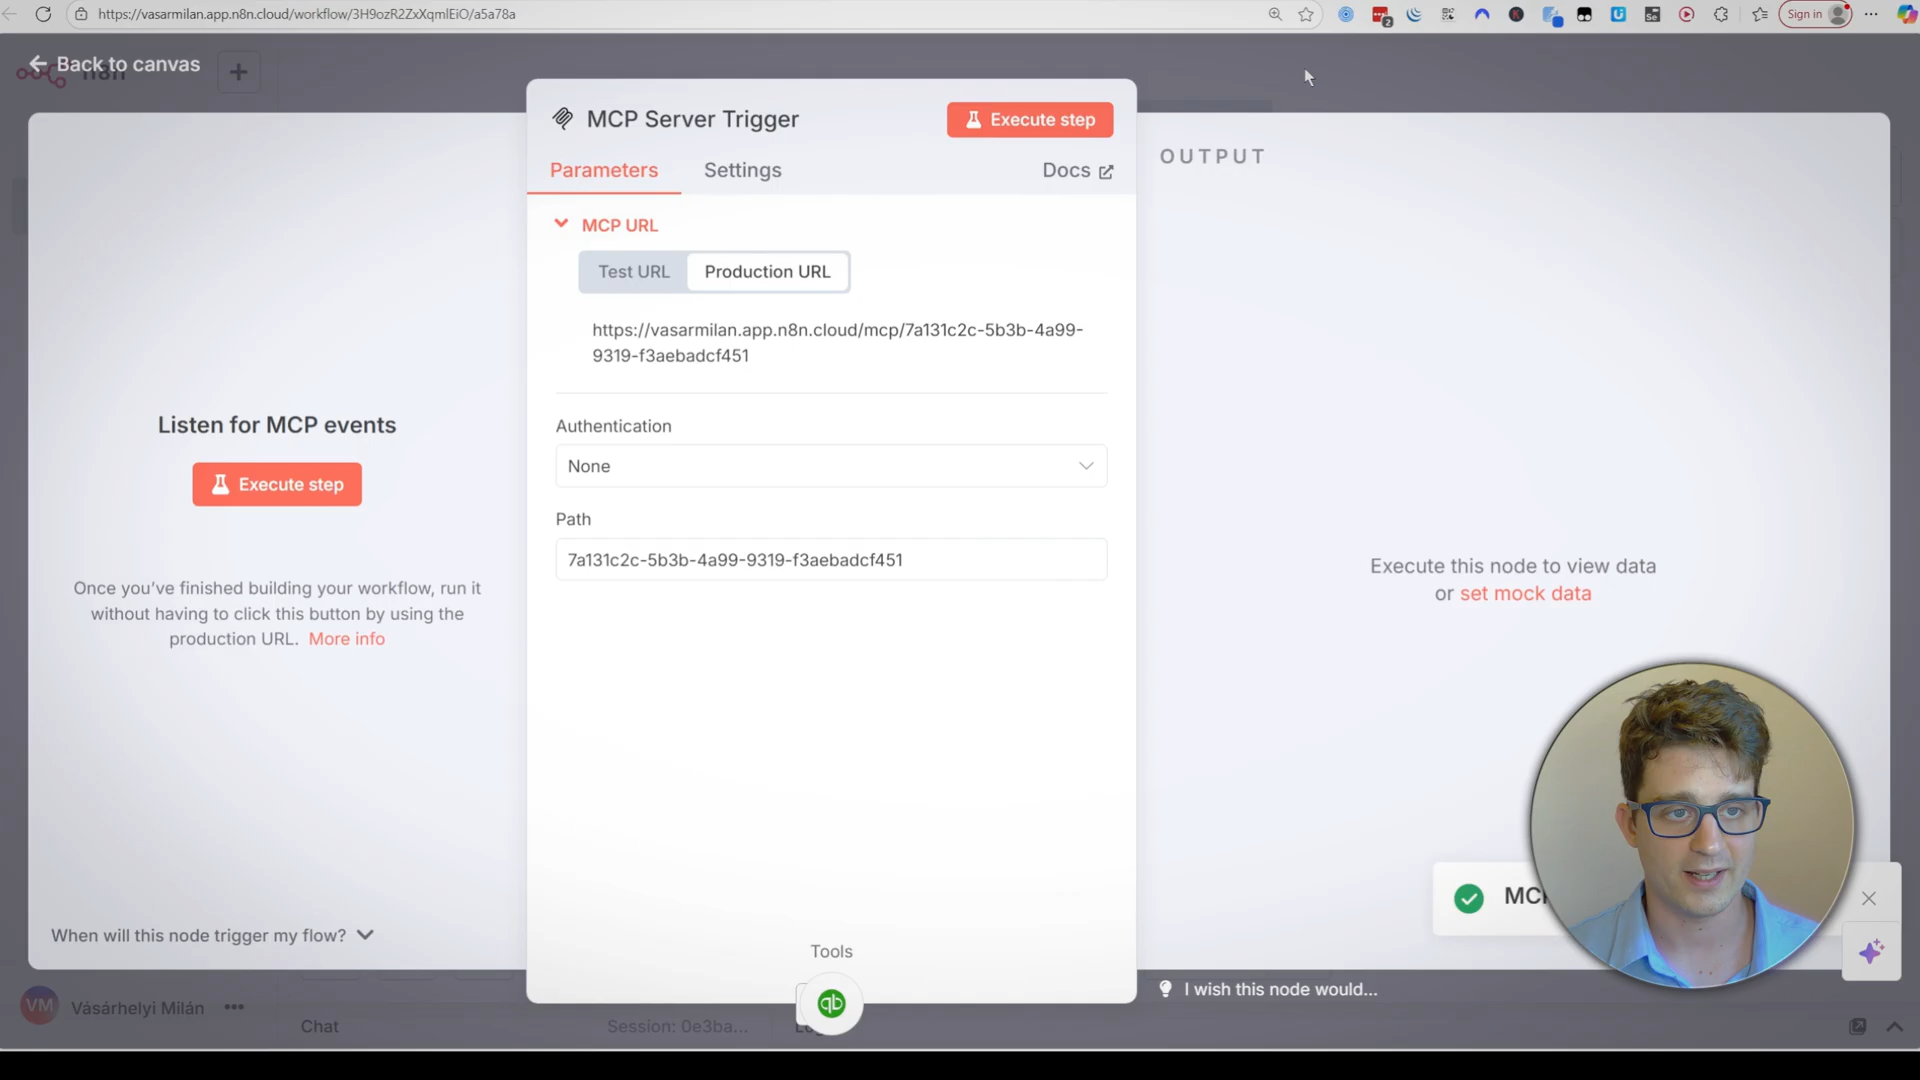 https://vasarmilan.app.n8n.cloud/workflow/3H9ozR2ZxXqmlEiO/a5a78a
2
Sign in
Back to canvas
n8n
MCP Server Trigger
Execute step
Parameters
Settings
Docs
OUTPUT
MCP URL
Test URL
Production URL
https://vasarmilan.app.n8n.cloud/mcp/7a131c2c-5b3b-4a99-
9319-f3aebadcf451
Listen for MCP events
Execute step
Once you've finished building your workflow, run it
without having to click this button by using the
production URL. More info
Authentication
None
Path
7a131c2c-5b3b-4a99-9319-f3aebadcf451
Execute this node to view data
or set mock data
MCP
When will this node trigger my flow?
Tools
qb
I wish this node would...
VM
Vásárhelyi Milán
Chat
Session: 0e3ba...